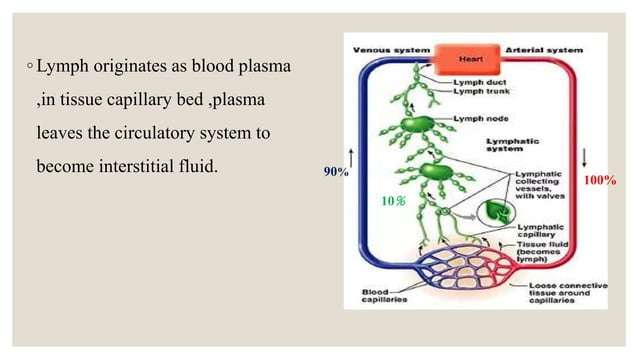 ◦ Lymph originates as blood plasma
,in tissue capillary bed ,plasma
leaves the circulatory system to
become interstitial fluid.
Venous system
Heart
Arterial system
Lymph duct
Lymph trunk
Lymph node
Lymphatic
system
90%
10%
100%
Lymphatic
collecting
vessels,
with valves
Lymphatic
capillary
Tissue fluid
(becomes
lymph)
Blood
capillaries
Loose connective
tissue around
capillaries